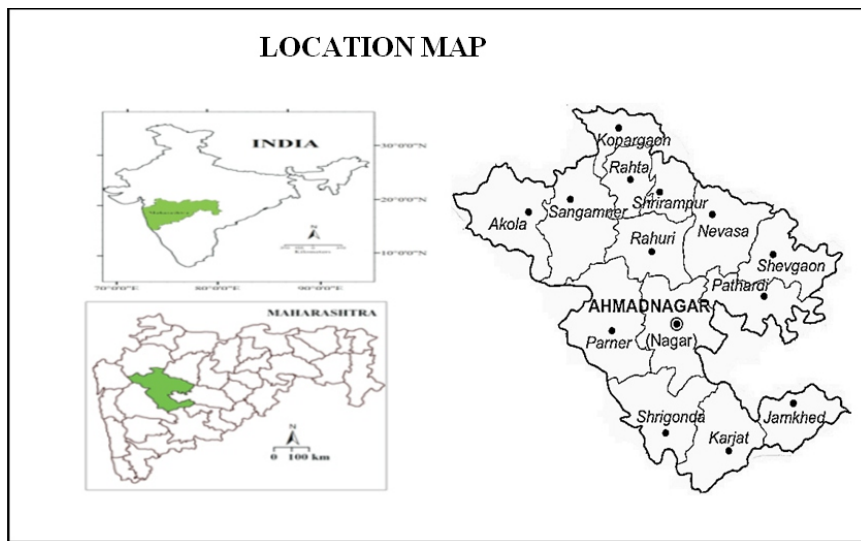 LOCATION MAP
INDIA
30°0'0"N
20°0'0"N
10°0'0"N
Maharashtra
N
Kilometers
70°0'0"E
80°0'0"E
90°0'0"E
MAHARASHTRA
N
0 100 km
Kopargaon
Rahta
Shrirampur
Sangamner
Akola
Nevasa
Rahuri
Shevgaon
Pathardi
AHMADNAGAR
(Nagar)
Parner
Shrigonda
Karjat
Jamkhed